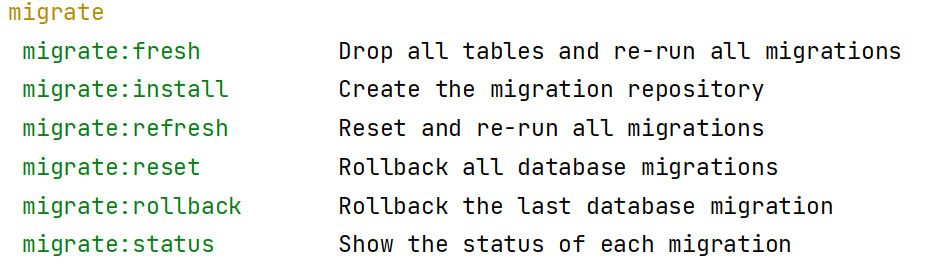 migrate
migrate:fresh Drop all tables and re-run all migrations
migrate:install Create the migration repository
migrate:refresh Reset and re-run all migrations
migrate:reset Rollback all database migrations
migrate:rollback Rollback the last database migration
migrate:status Show the status of each migration